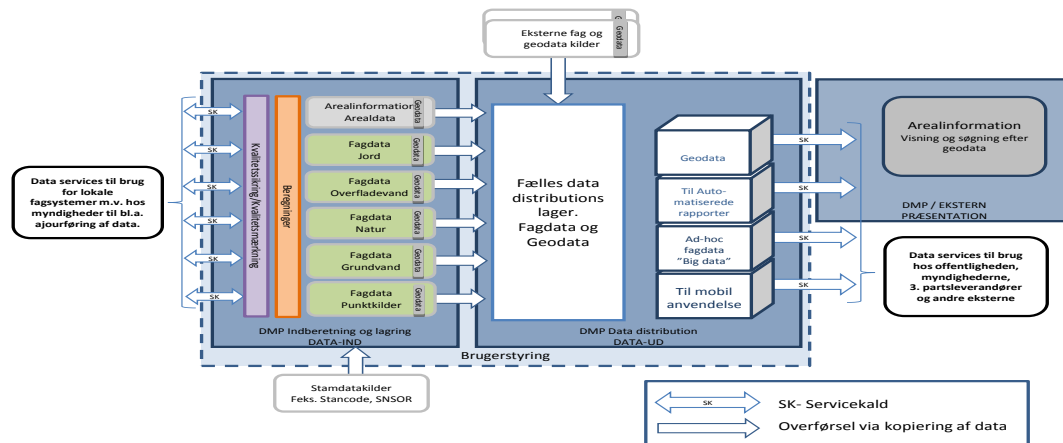 Eksterne fag og
geodata kilder
Geodata
SK
SK
SK
SK
SK
SK
Data services til brug
for lokale
fagsystemer m.v. hos
myndigheder til bl.a.
ajourføring af data.
Kvalitetssikring/Kvalitetsmærkning
Beregninger
Arealinformation
Arealdata
Geodata
Fagdata
Jord
Geodata
Fagdata
Overfladevand
Geodata
Fagdata
Natur
Geodata
Fagdata
Grundvand
Geodata
Fagdata
Punktkilder
Geodata
DMP Indberetning og lagring
DATA-IND
Fælles data
distributions
lager.
Fagdata og
Geodata
Geodata
Til Auto-
matiserede
rapporter
Ad-hoc
fagdata
"Big data"
Til mobil
anvendelse
DMP Data distribution
DATA-UD
Brugerstyring
SK
SK
SK
SK
Arealinformation
Visning og søgning efter
geodata
DMP / EKSTERN
PRÆSENTATION
Data services til brug
hos offentligheden,
myndighederne,
3. partsleverandører
og andre eksterne
Stamdatakilder
Feks. Stancode, SNSOR
SK
SK- Servicekald
Overførsel via kopiering af data